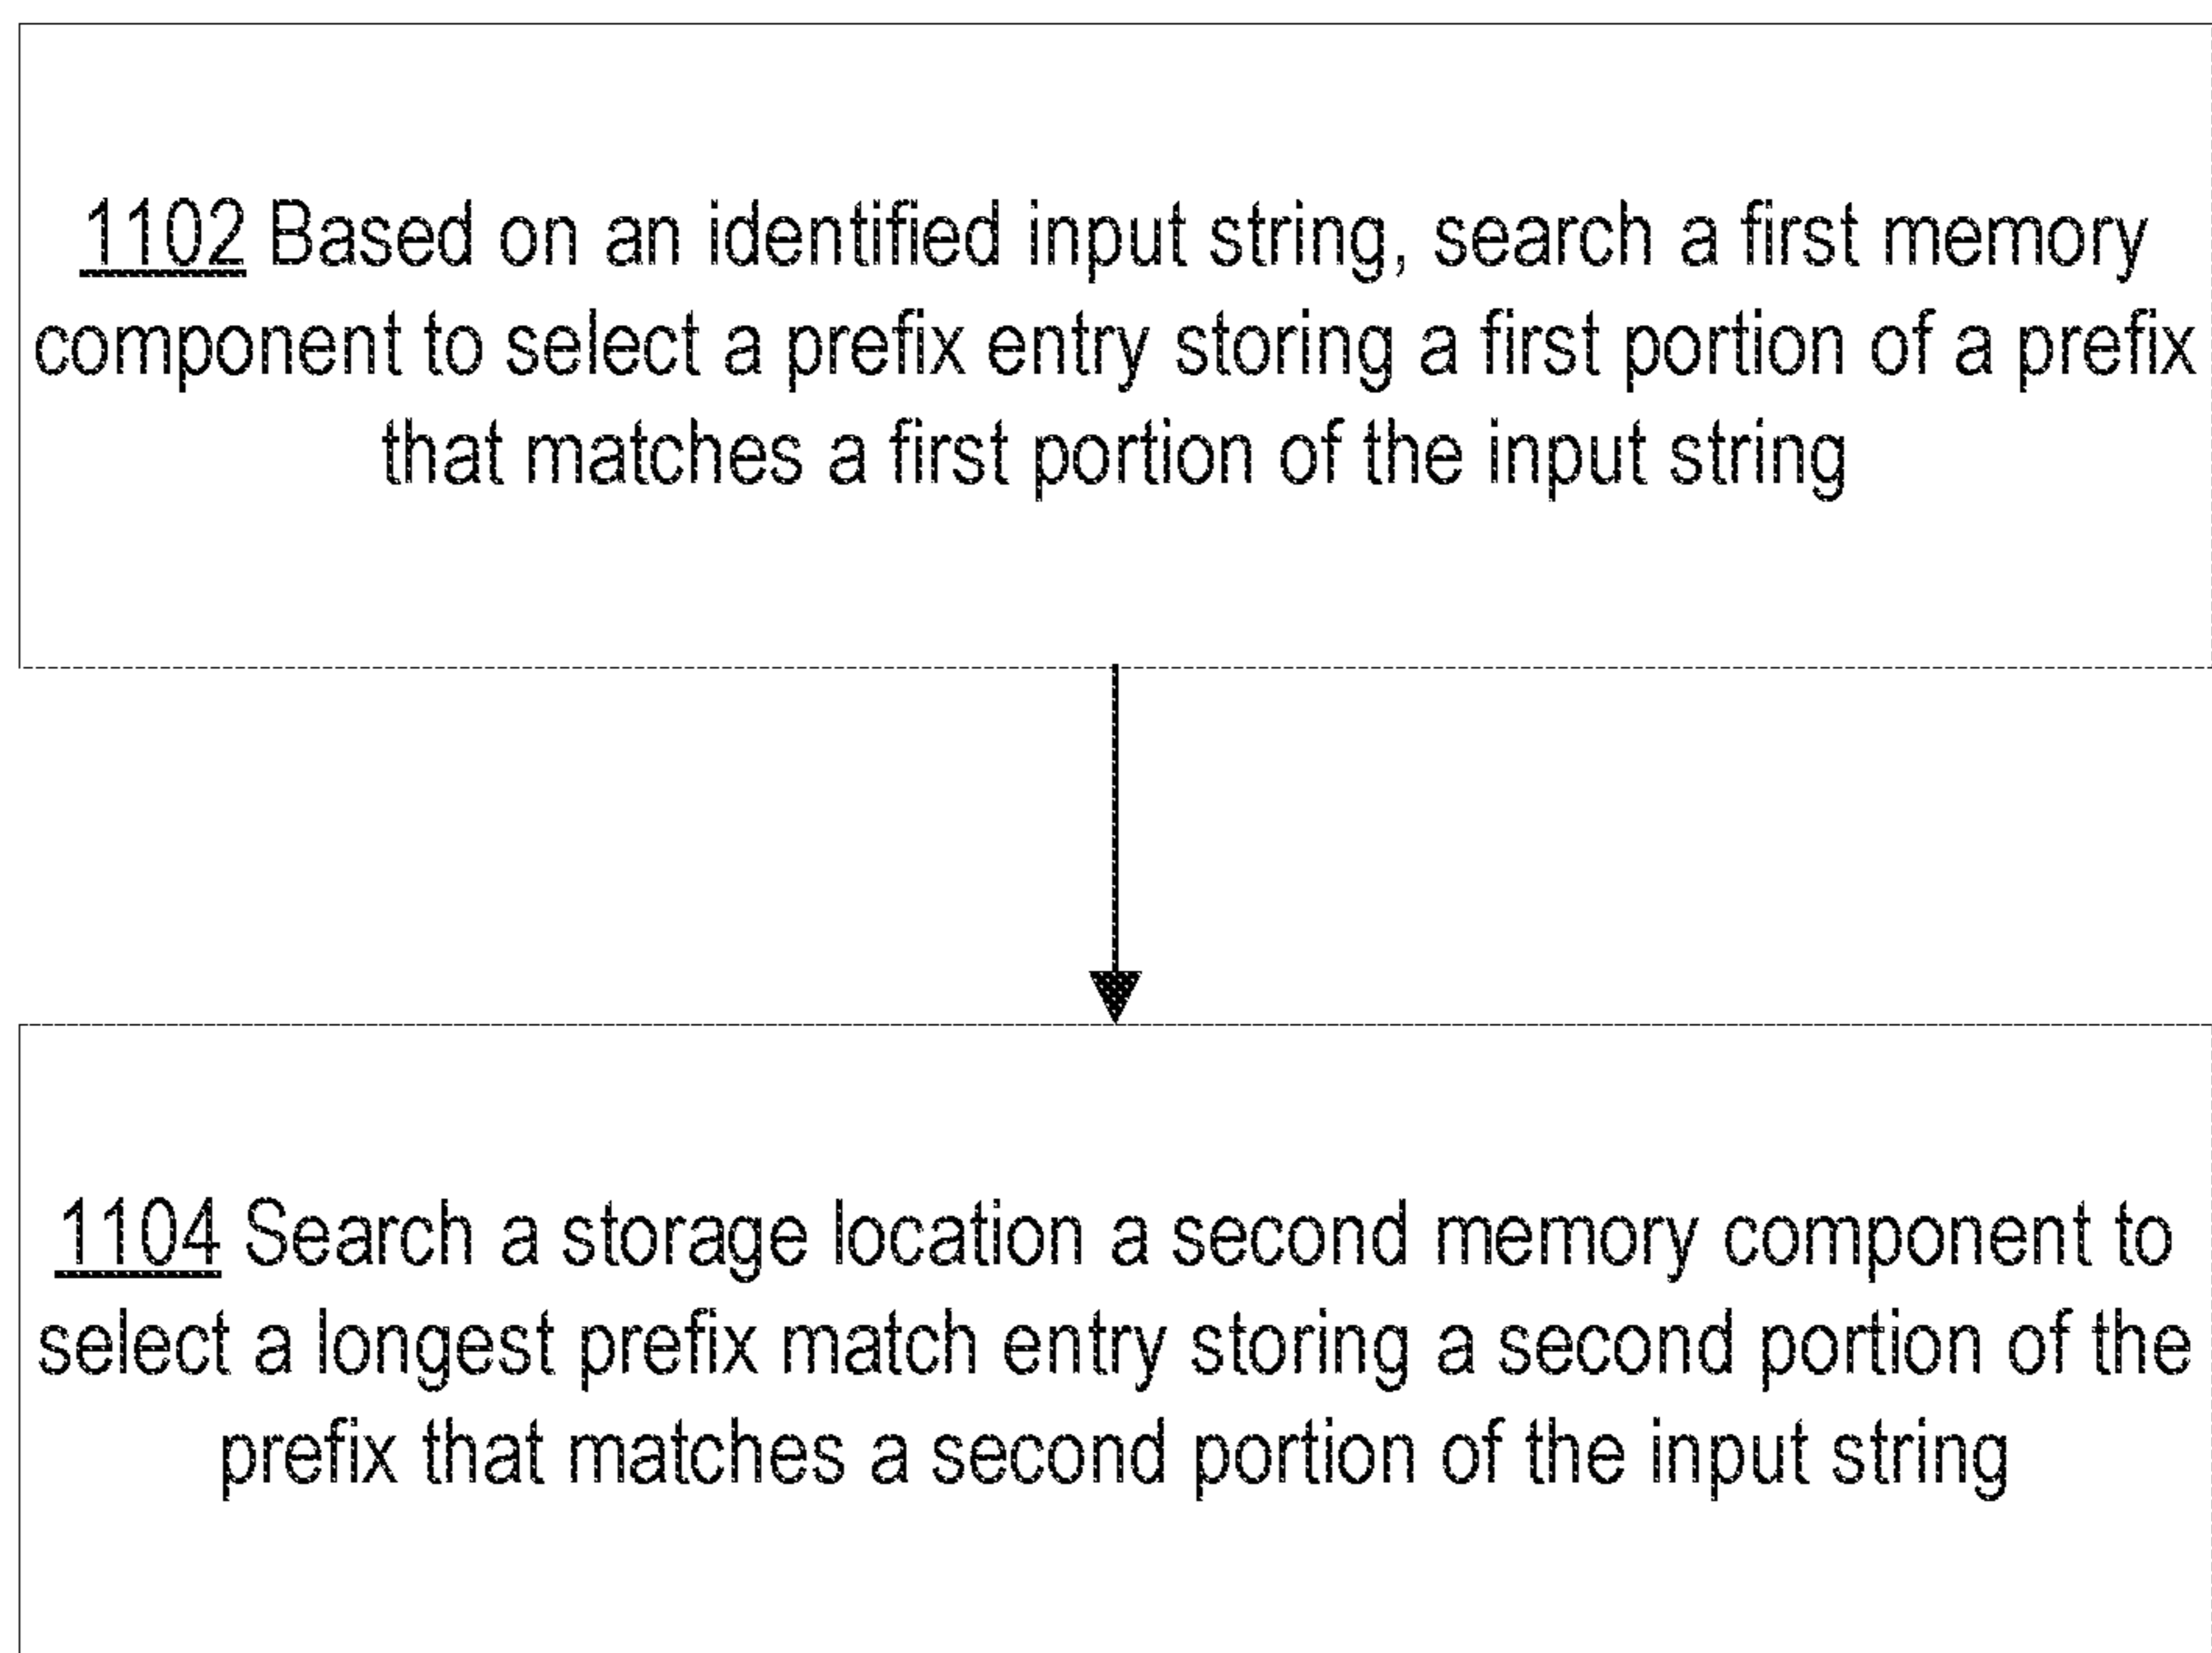 1102 Based on an identified input string, search a first memory
component to select a prefix entry storing a first portion of a prefix
that matches a first portion of the input string
1104 Search a storage location a second memory component to
select a longest prefix match entry storing a second portion of the
prefix that matches a second portion of the input string